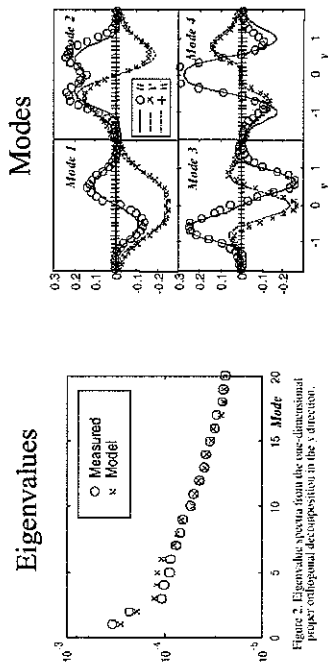 Eigenvalues
Modes
10-3
10-4
10-5
0
5
10
15
20
Mode
Measured
Model
Figure 2. Eigenvalue spectra from the one-dimensional
proper orthogonal decomposition in the y direction.
Mode 1
Mode 2
Mode 3
Mode 4
u
v
w
0.3
0.2
0.1
0
-0.1
-0.2
0.3
0.2
0.1
0
-0.1
-0.2
-1
0
1
y
-1
0
1
y